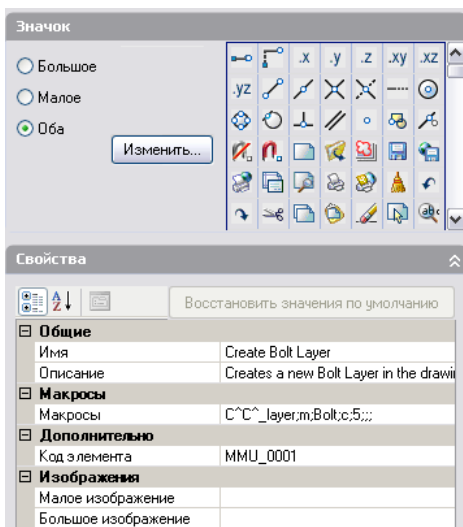 Значок
Большое
Малое
Оба
Изменить...
.x .y .z .xy .xz
.yz
Свойства
Восстановить значения по умолчанию
Общие
Имя Create Bolt Layer
Описание Creates a new Bolt Layer in the drawi
Макросы
Макросы C^C^_layer;m;Bolt;c;5;;;
Дополнительно
Код элемента MMU_0001
Изображения
Малое изображение
Большое изображение